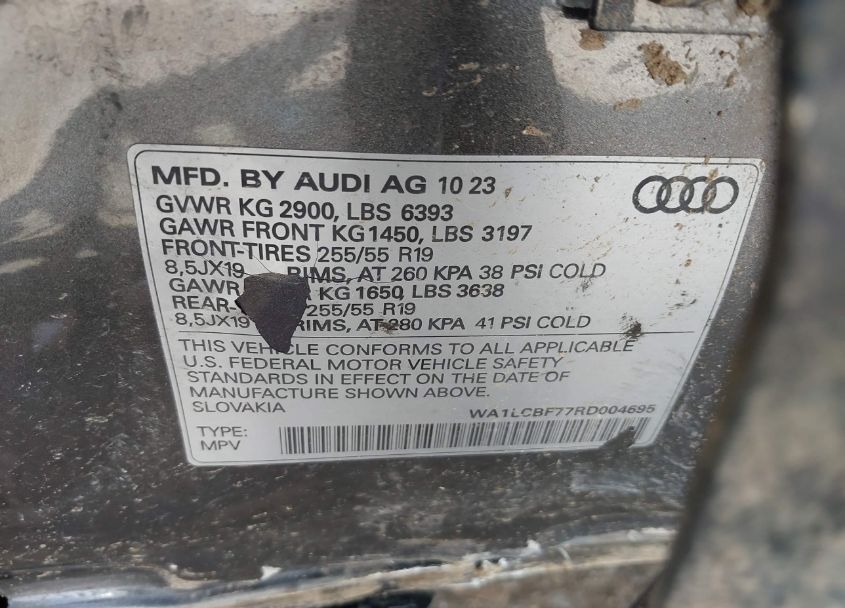 MFD. BY AUDI AG 10 23
GVWR KG 2900, LBS 6393
GAWR FRONT KG1450, LBS 3197
FRONT-TIRES 255/55 R19
8,5JX19 RIMS, AT 260 KPA 38 PSI COLD
GAWR KG 1650, LBS 3638
REAR- 255/55 R19
8,5JX19 RIMS, AT 280 KPA 41 PSI COLD
THIS VEHICLE CONFORMS TO ALL APPLICABLE
U.S. FEDERAL MOTOR VEHICLE SAFETY
STANDARDS IN EFFECT ON THE DATE OF
MANUFACTURE SHOWN ABOVE.
SLOVAKIA WA1LCBF77RD004695
TYPE:
MPV